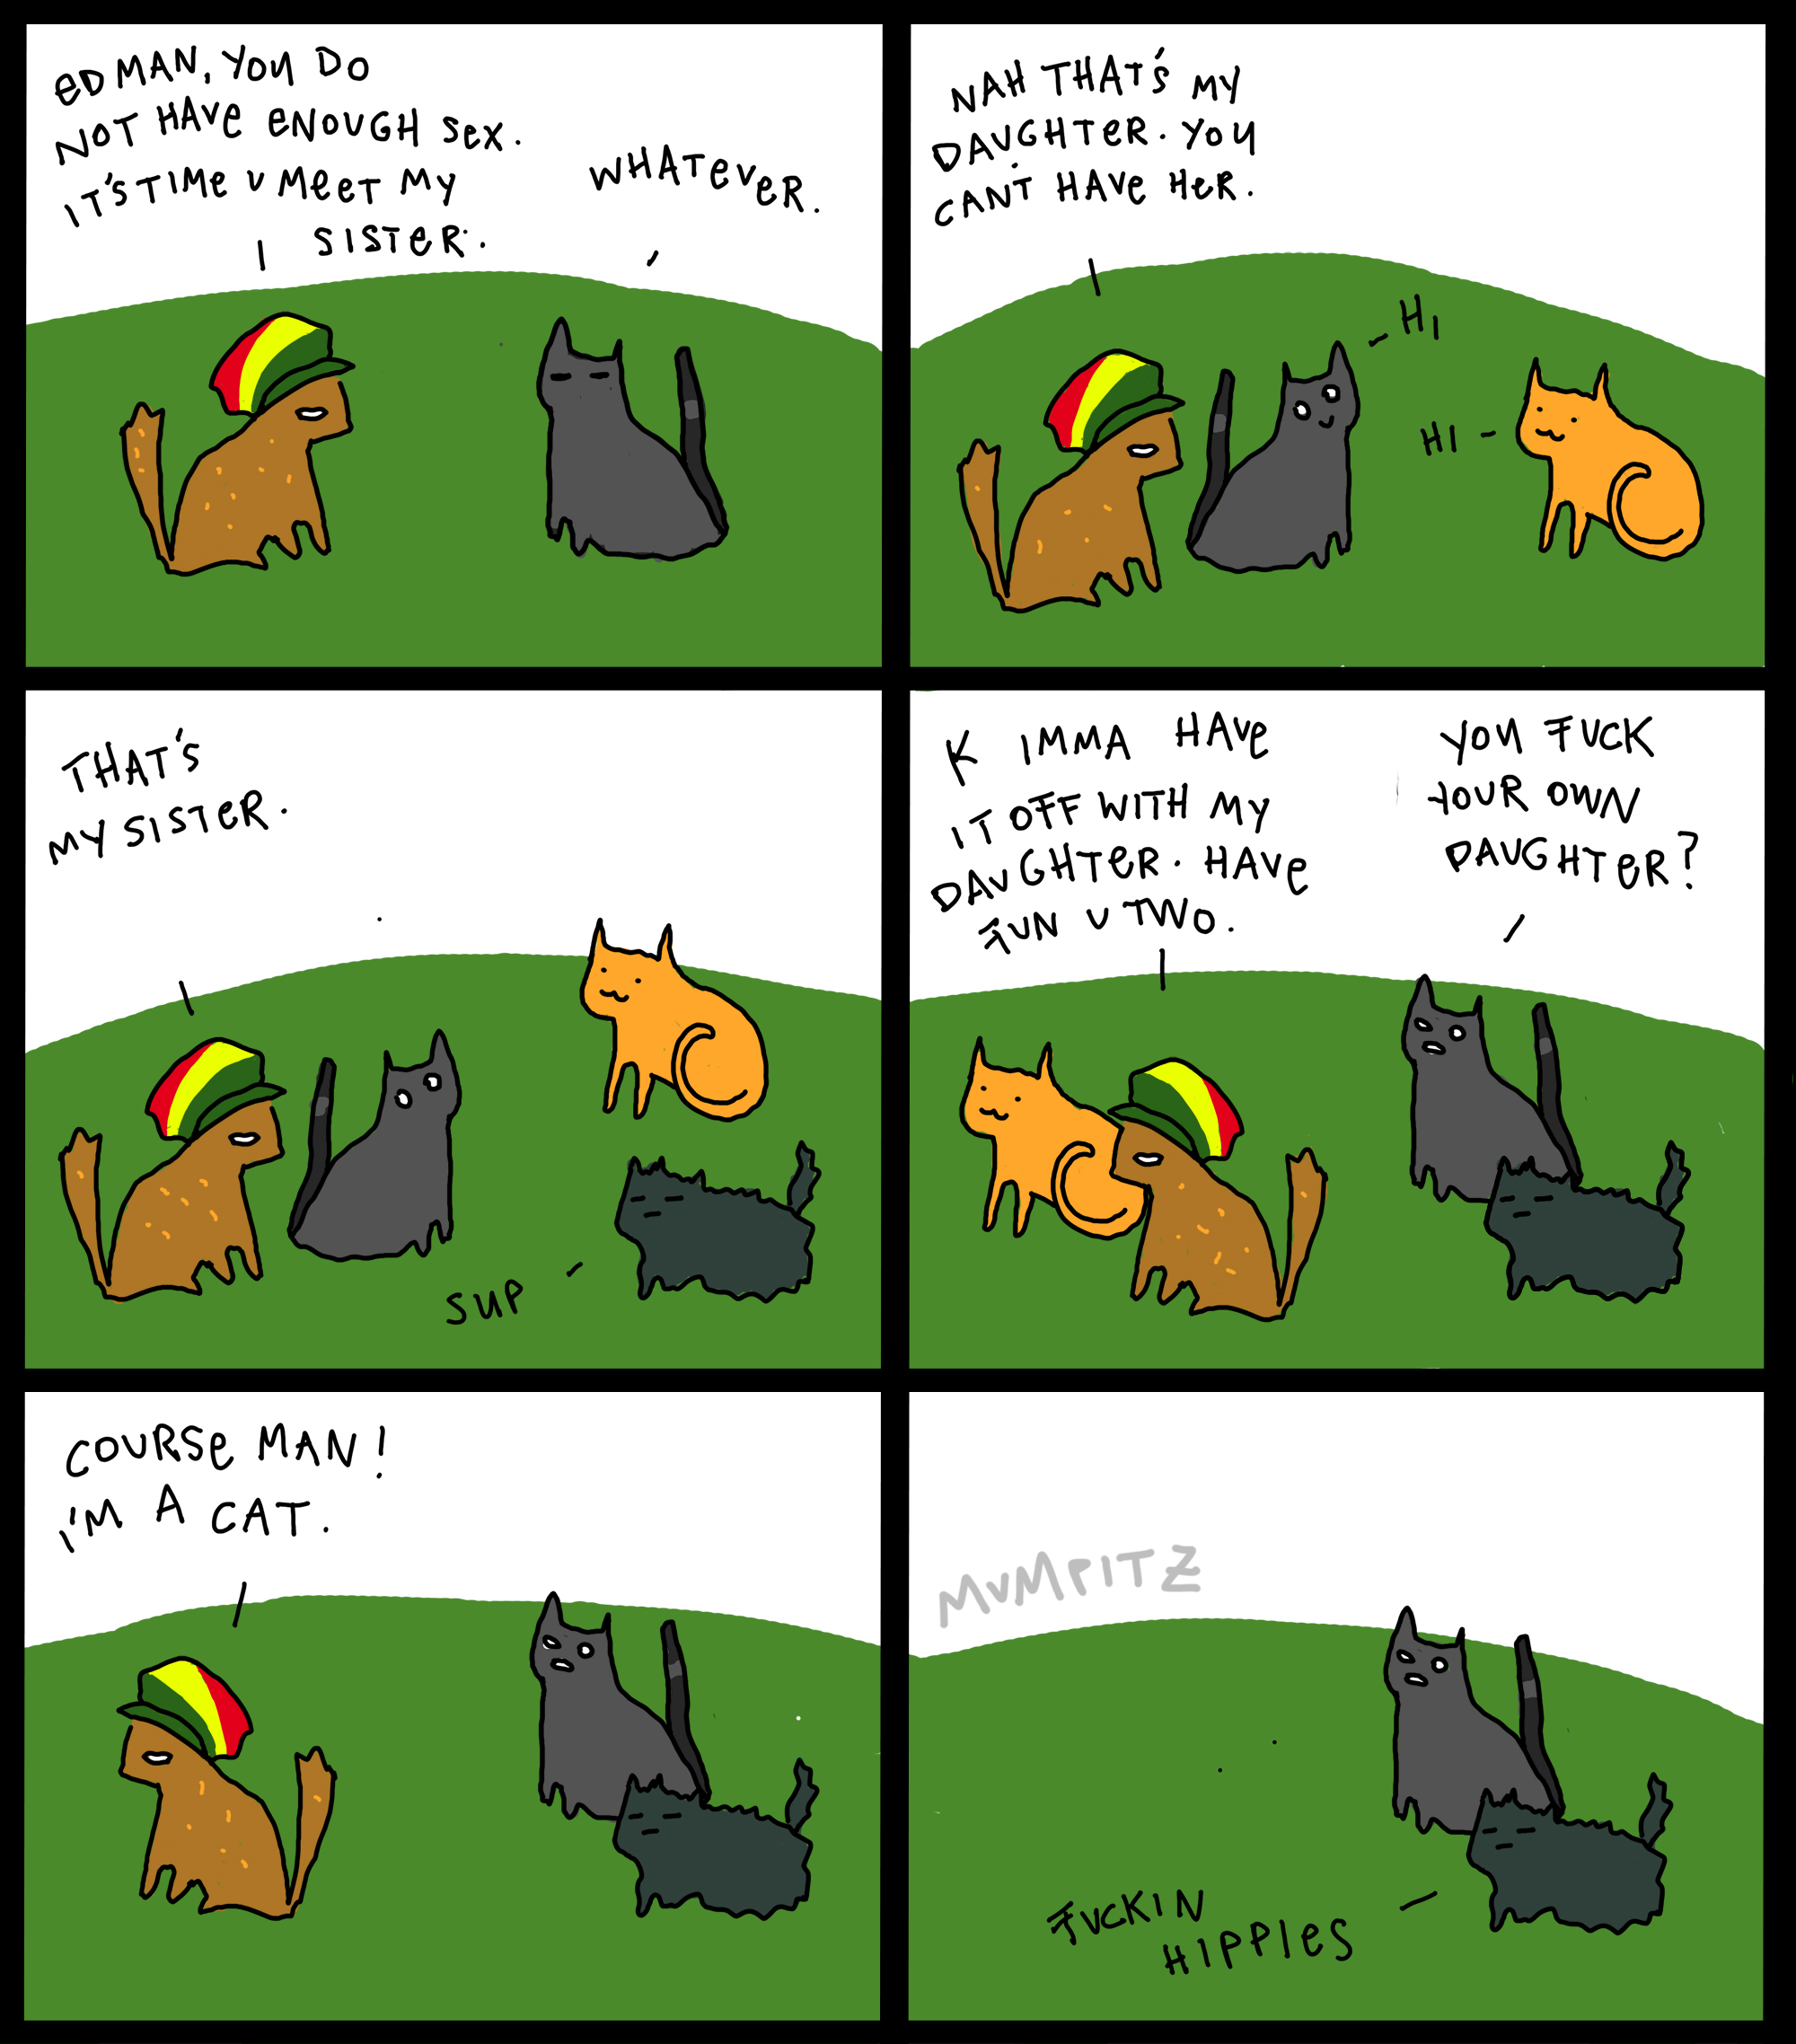 ED MAN, YOU DO
NOT HAVE ENOUGH SEX.
IT'S TIME U MEET MY
SISTER.
WHATEVER.
NAH THAT'S MY
DAUGHTER. YOU
CAN'T HAVE HER.
HI
HI
THAT'S
MY SISTER.
SUP
K IMMA HAVE
IT OFF WITH MY
DAUGHTER. HAVE
FUN U TWO.
YOU FUCK
YOUR OWN
DAUGHTER?
COURSE MAN!
I'M A CAT.
MUMPITZ
FUCKIN
HIPPIES